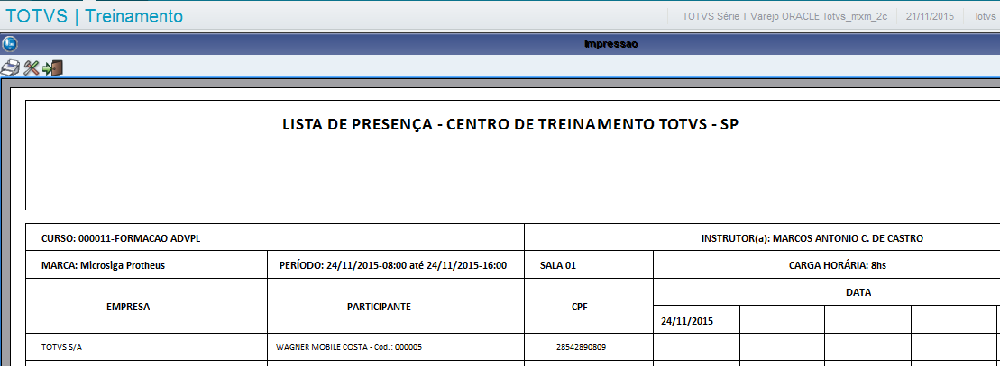 TOTVS | Treinamento
TOTVS Série T Varejo ORACLE Totvs_mxm_2c 21/11/2015 Totvs
Impressao
LISTA DE PRESENÇA - CENTRO DE TREINAMENTO TOTVS - SP
CURSO: 000011-FORMACAO ADVPL INSTRUTOR(a): MARCOS ANTONIO C. DE CASTRO
MARCA: Microsiga Protheus PERÍODO: 24/11/2015-08:00 até 24/11/2015-16:00 SALA 01 CARGA HORÁRIA: 8hs
EMPRESA PARTICIPANTE CPF DATA
24/11/2015
TOTVS S/A WAGNER MOBILE COSTA - Cod.: 000005 28542890809